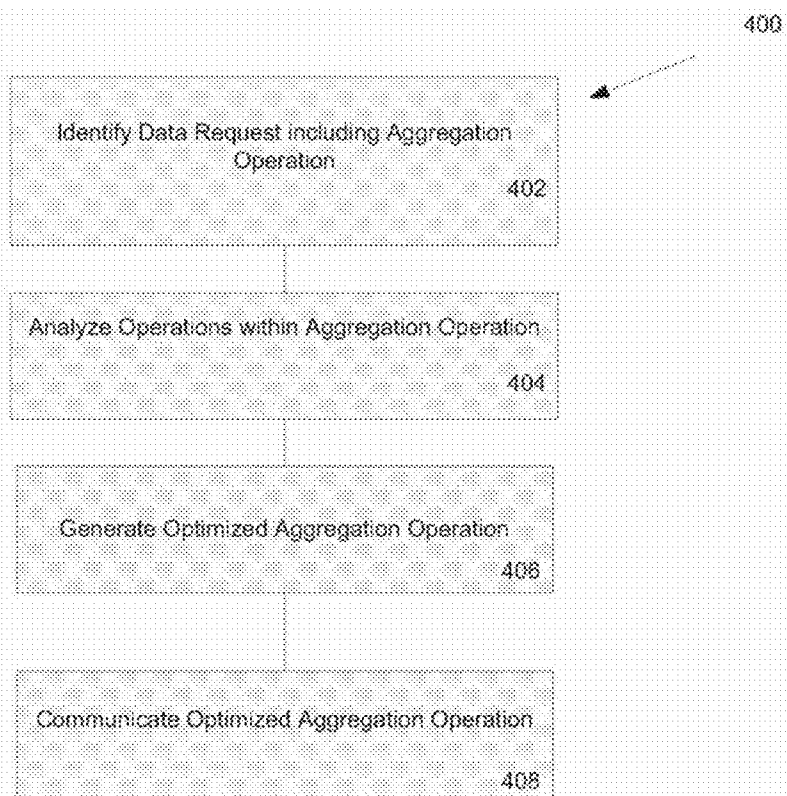 400
Identify Data Request including Aggregation
Operation
402
Analyze Operations within Aggregation Operation
404
Generate Optimized Aggregation Operation
406
Communicate Optimized Aggregation Operation
408